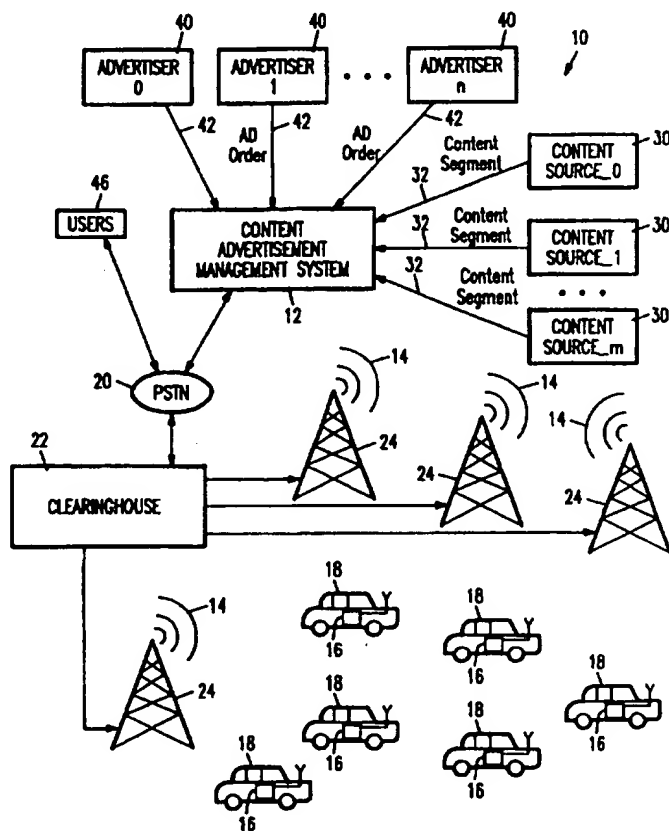 40
40
40
10
ADVERTISER
0
ADVERTISER
1
• • •
ADVERTISER
n
42
42
42
AD
Order
AD
Order
Content
Segment
32
30
CONTENT
SOURCE_0
46
USERS
CONTENT
ADVERTISEMENT
MANAGEMENT SYSTEM
12
Content
Segment
32
30
CONTENT
SOURCE_1
• • •
Content
Segment
32
30
CONTENT
SOURCE_m
20
PSTN
14
14
14
24
24
24
22
CLEARINGHOUSE
14
24
18
16
18
16
18
16
18
16
18
16
18
16